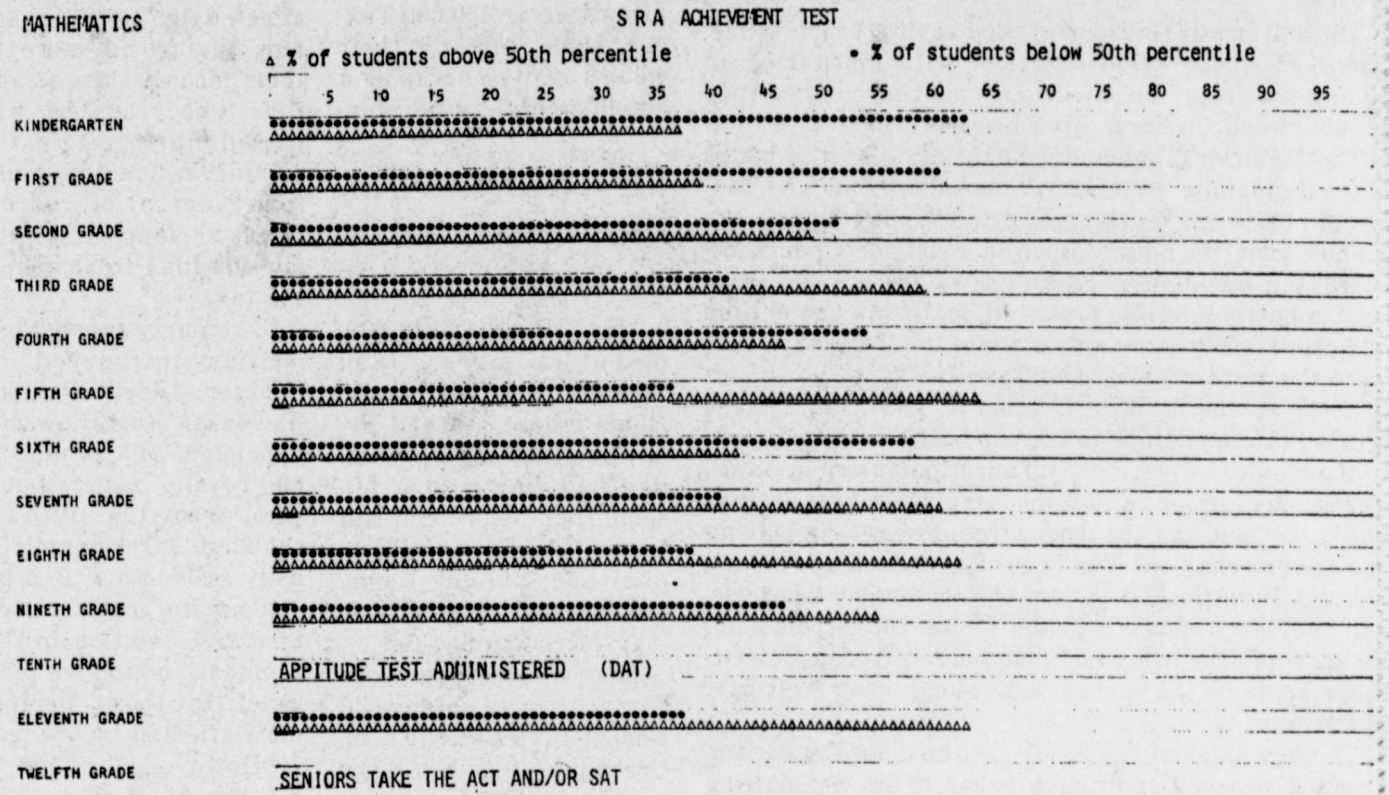 MATHEMATICS
S R A ACHIEVEMENT TEST
▵ % of students above 50th percentile
• % of students below 50th percentile
5 10 15 20 25 30 35 40 45 50 55 60 65 70 75 80 85 90 95
KINDERGARTEN
FIRST GRADE
SECOND GRADE
THIRD GRADE
FOURTH GRADE
FIFTH GRADE
SIXTH GRADE
SEVENTH GRADE
EIGHTH GRADE
NINETH GRADE
TENTH GRADE APPITUDE TEST ADMINISTERED (DAT)
ELEVENTH GRADE
TWELFTH GRADE SENIORS TAKE THE ACT AND/OR SAT